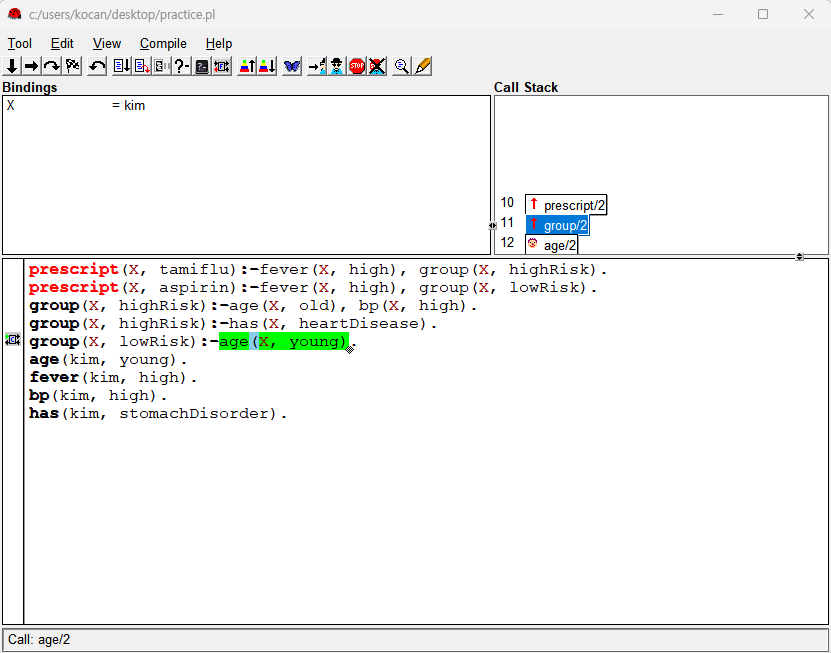 c:/users/kocan/desktop/practice.pl
Tool Edit View Compile Help
Bindings
X = kim
Call Stack
10 prescript/2
11 group/2
12 age/2
prescript(X, tamiflu):-fever(X, high), group(X, highRisk).
prescript(X, aspirin):-fever(X, high), group(X, lowRisk).
group(X, highRisk):-age(X, old), bp(X, high).
group(X, highRisk):-has(X, heartDisease).
group(X, lowRisk):-age(X, young).
age(kim, young).
fever(kim, high).
bp(kim, high).
has(kim, stomachDisorder).
Call: age/2